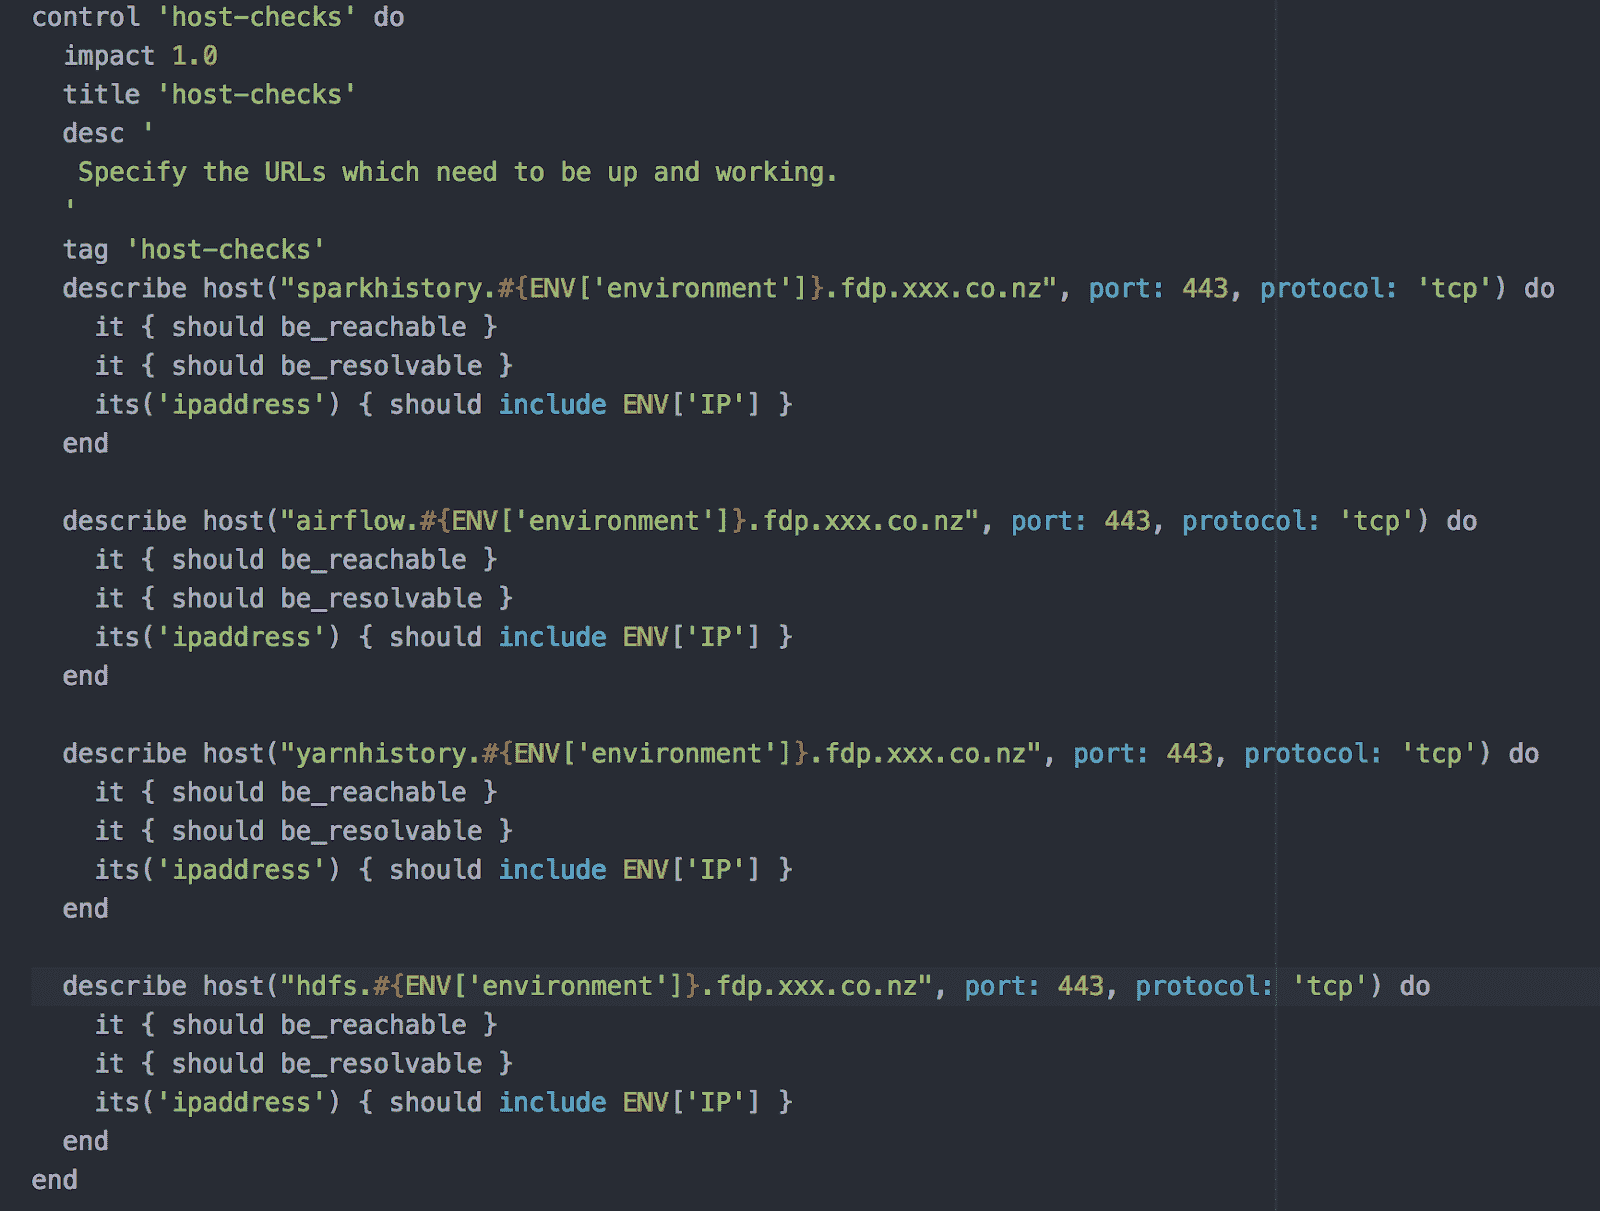 control 'host-checks' do
  impact 1.0
  title 'host-checks'
  desc '
   Specify the URLs which need to be up and working.
  '
  tag 'host-checks'
  describe host("sparkhistory.#{ENV['environment']}.fdp.xxx.co.nz", port: 443, protocol: 'tcp') do
    it { should be_reachable }
    it { should be_resolvable }
    its('ipaddress') { should include ENV['IP'] }
  end

  describe host("airflow.#{ENV['environment']}.fdp.xxx.co.nz", port: 443, protocol: 'tcp') do
    it { should be_reachable }
    it { should be_resolvable }
    its('ipaddress') { should include ENV['IP'] }
  end

  describe host("yarnhistory.#{ENV['environment']}.fdp.xxx.co.nz", port: 443, protocol: 'tcp') do
    it { should be_reachable }
    it { should be_resolvable }
    its('ipaddress') { should include ENV['IP'] }
  end

  describe host("hdfs.#{ENV['environment']}.fdp.xxx.co.nz", port: 443, protocol: 'tcp') do
    it { should be_reachable }
    it { should be_resolvable }
    its('ipaddress') { should include ENV['IP'] }
  end
end